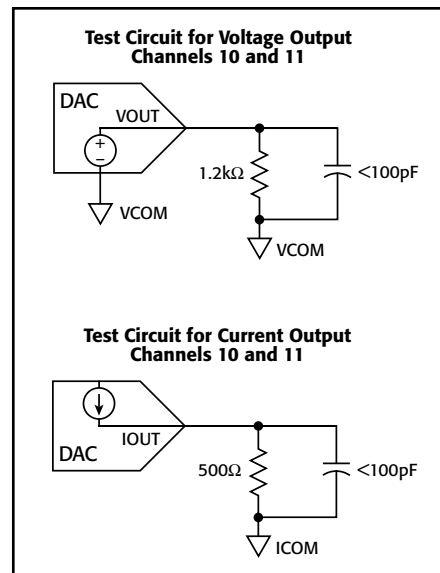 Test Circuit for Voltage Output
Channels 10 and 11
DAC
VOUT
+
−
1.2kΩ
<100pF
VCOM
VCOM
Test Circuit for Current Output
Channels 10 and 11
IOUT
DAC
500Ω
<100pF
ICOM